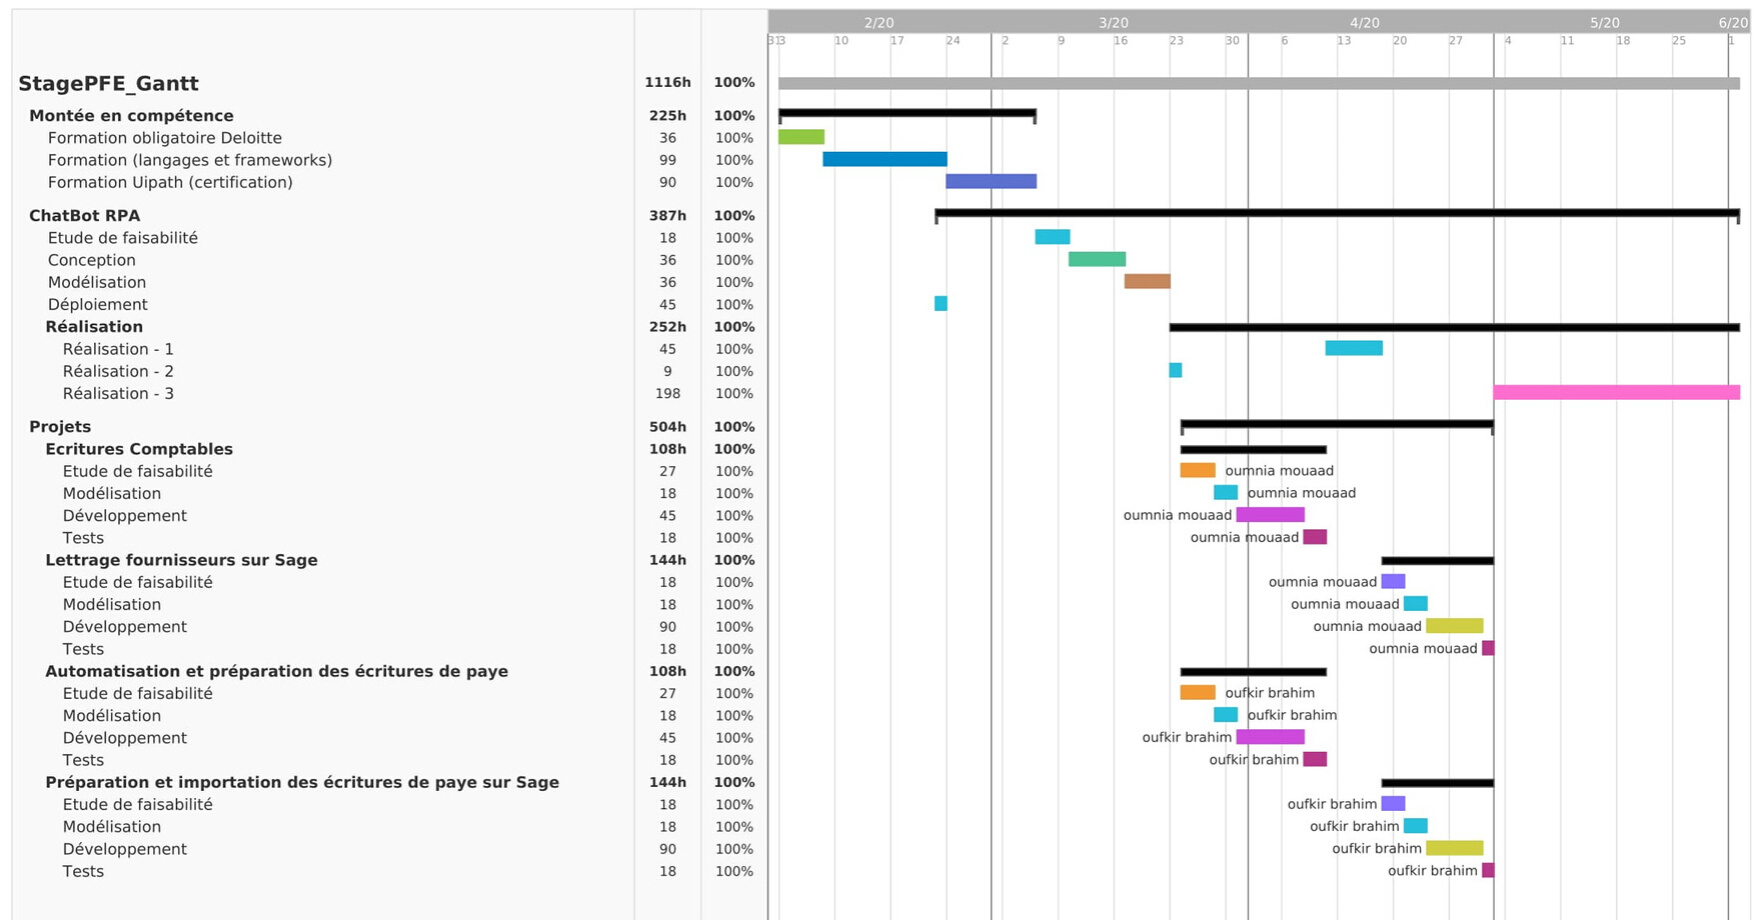 2/20 3/20 4/20 5/20 6/20
31 3 10 17 24 2 9 16 23 30 6 13 20 27 4 11 18 25 1
StagePFE_Gantt 1116h 100%
Montée en compétence 225h 100%
Formation obligatoire Deloitte 36 100%
Formation (langages et frameworks) 99 100%
Formation Uipath (certification) 90 100%
ChatBot RPA 387h 100%
Etude de faisabilité 18 100%
Conception 36 100%
Modélisation 36 100%
Déploiement 45 100%
Réalisation 252h 100%
Réalisation - 1 45 100%
Réalisation - 2 9 100%
Réalisation - 3 198 100%
Projets 504h 100%
Ecritures Comptables 108h 100%
Etude de faisabilité 27 100% oumnia mouaad
Modélisation 18 100% oumnia mouaad
Développement 45 100% oumnia mouaad
Tests 18 100% oumnia mouaad
Lettrage fournisseurs sur Sage 144h 100%
Etude de faisabilité 18 100% oumnia mouaad
Modélisation 18 100% oumnia mouaad
Développement 90 100% oumnia mouaad
Tests 18 100% oumnia mouaad
Automatisation et préparation des écritures de paye 108h 100%
Etude de faisabilité 27 100% oufkir brahim
Modélisation 18 100% oufkir brahim
Développement 45 100% oufkir brahim
Tests 18 100% oufkir brahim
Préparation et importation des écritures de paye sur Sage 144h 100%
Etude de faisabilité 18 100% oufkir brahim
Modélisation 18 100% oufkir brahim
Développement 90 100% oufkir brahim
Tests 18 100% oufkir brahim